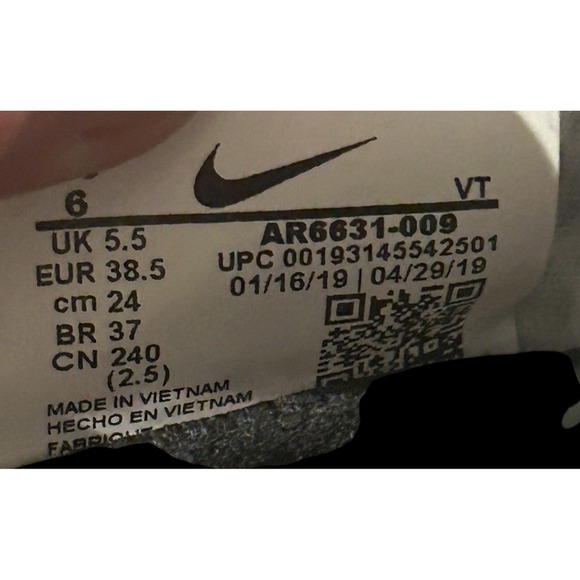 6
VT
UK 5.5
EUR 38.5
cm 24
BR 37
CN 240
(2.5)
AR6631-009
UPC 00193145542501
01/16/19 | 04/29/19
MADE IN VIETNAM
HECHO EN VIETNAM